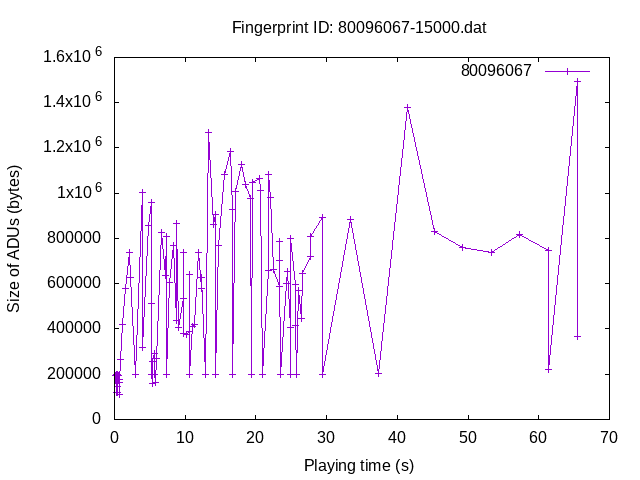 Fingerprint ID: 80096067-15000.dat
80096067
Size of ADUs (bytes)
1.6x10 6
1.4x10 6
1.2x10 6
1x10 6
800000
600000
400000
200000
0
0 10 20 30 40 50 60 70
Playing time (s)